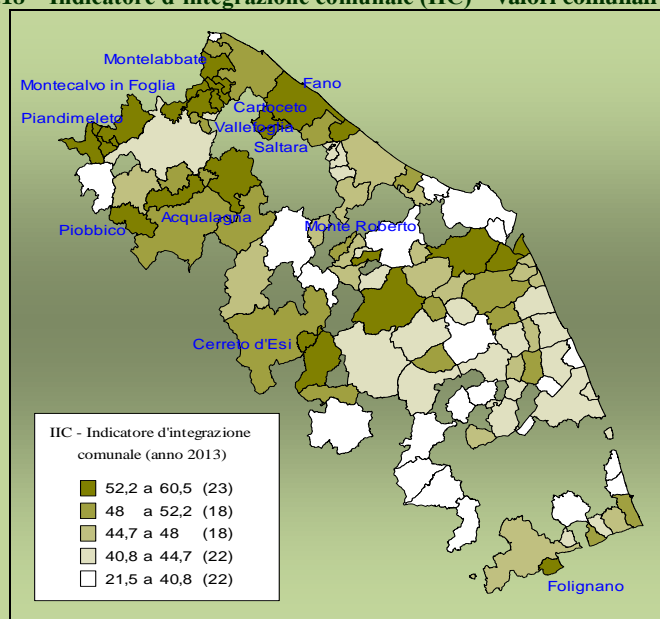 18 – Indicatore d'integrazione comunale (IIC) – Valori comunali
Montelabbate
Montecalvo in Foglia
Fano
Cartoceto
Piandimeleto
Vallefoglia
Saltara
Acqualagna
Monte Roberto
Piobbico
Cerreto d'Esi
IIC - Indicatore d'integrazione
comunale (anno 2013)
52,2 a 60,5 (23)
48 a 52,2 (18)
44,7 a 48 (18)
40,8 a 44,7 (22)
21,5 a 40,8 (22)
Folignano